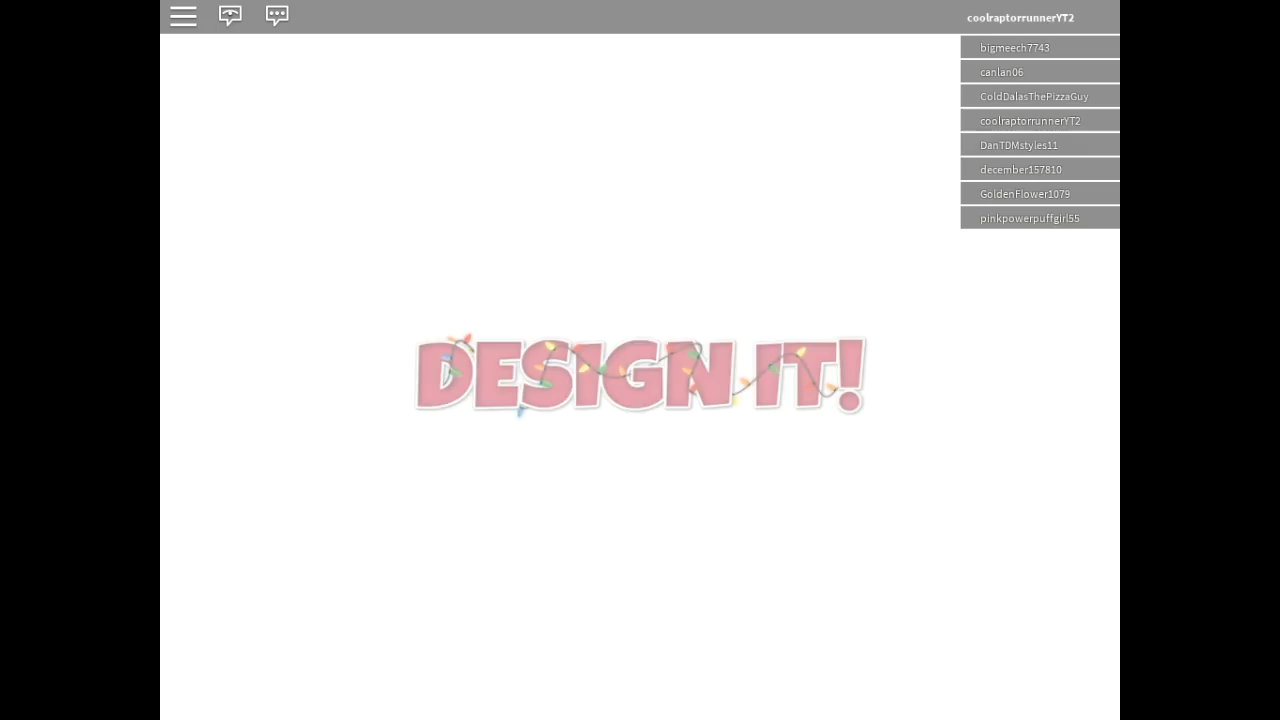 coolraptorrunnerYT2
bigmeech7743
canlan06
ColdDalasThePizzaGuy
coolraptorrunnerYT2
DanTDMstyles11
december157810
GoldenFlower1079
pinkpowerpuffgirl55
DESIGN IT!